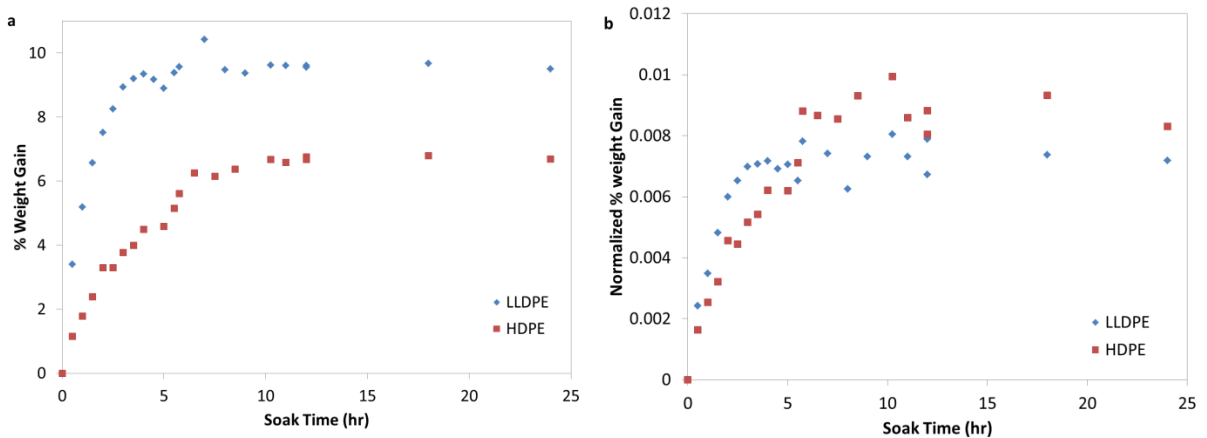 a
10
8
6
4
2
0
% Weight Gain
0 5 10 15 20 25
Soak Time (hr)
LLDPE
HDPE
b
0.012
0.01
0.008
0.006
0.004
0.002
0
Normalized % weight Gain
0 5 10 15 20 25
Soak Time (hr)
LLDPE
HDPE